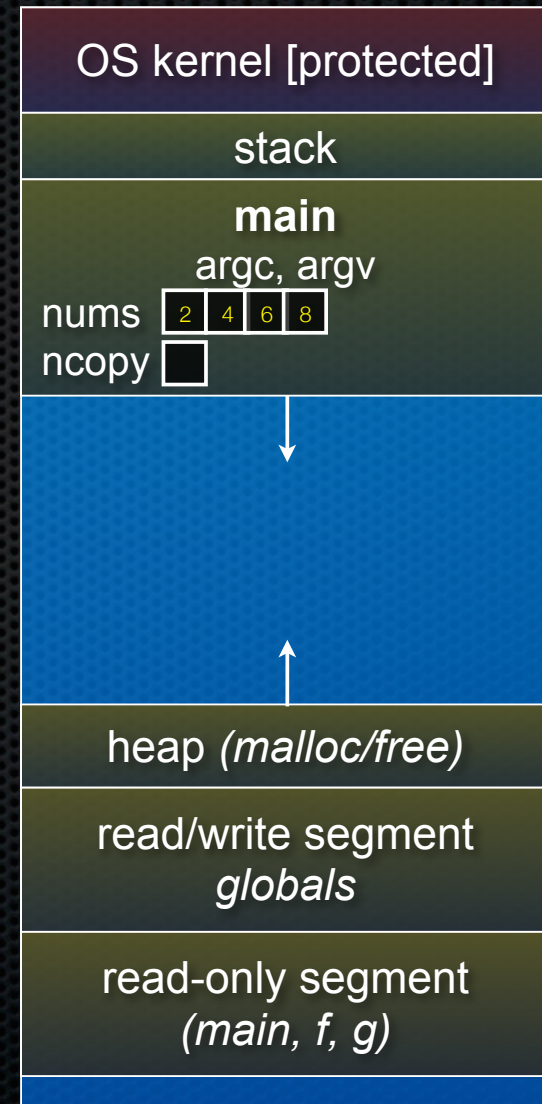 OS kernel [protected]
stack
main
argc, argv
nums 2 4 6 8
ncopy
heap (malloc/free)
read/write segment
globals
read-only segment
(main, f, g)